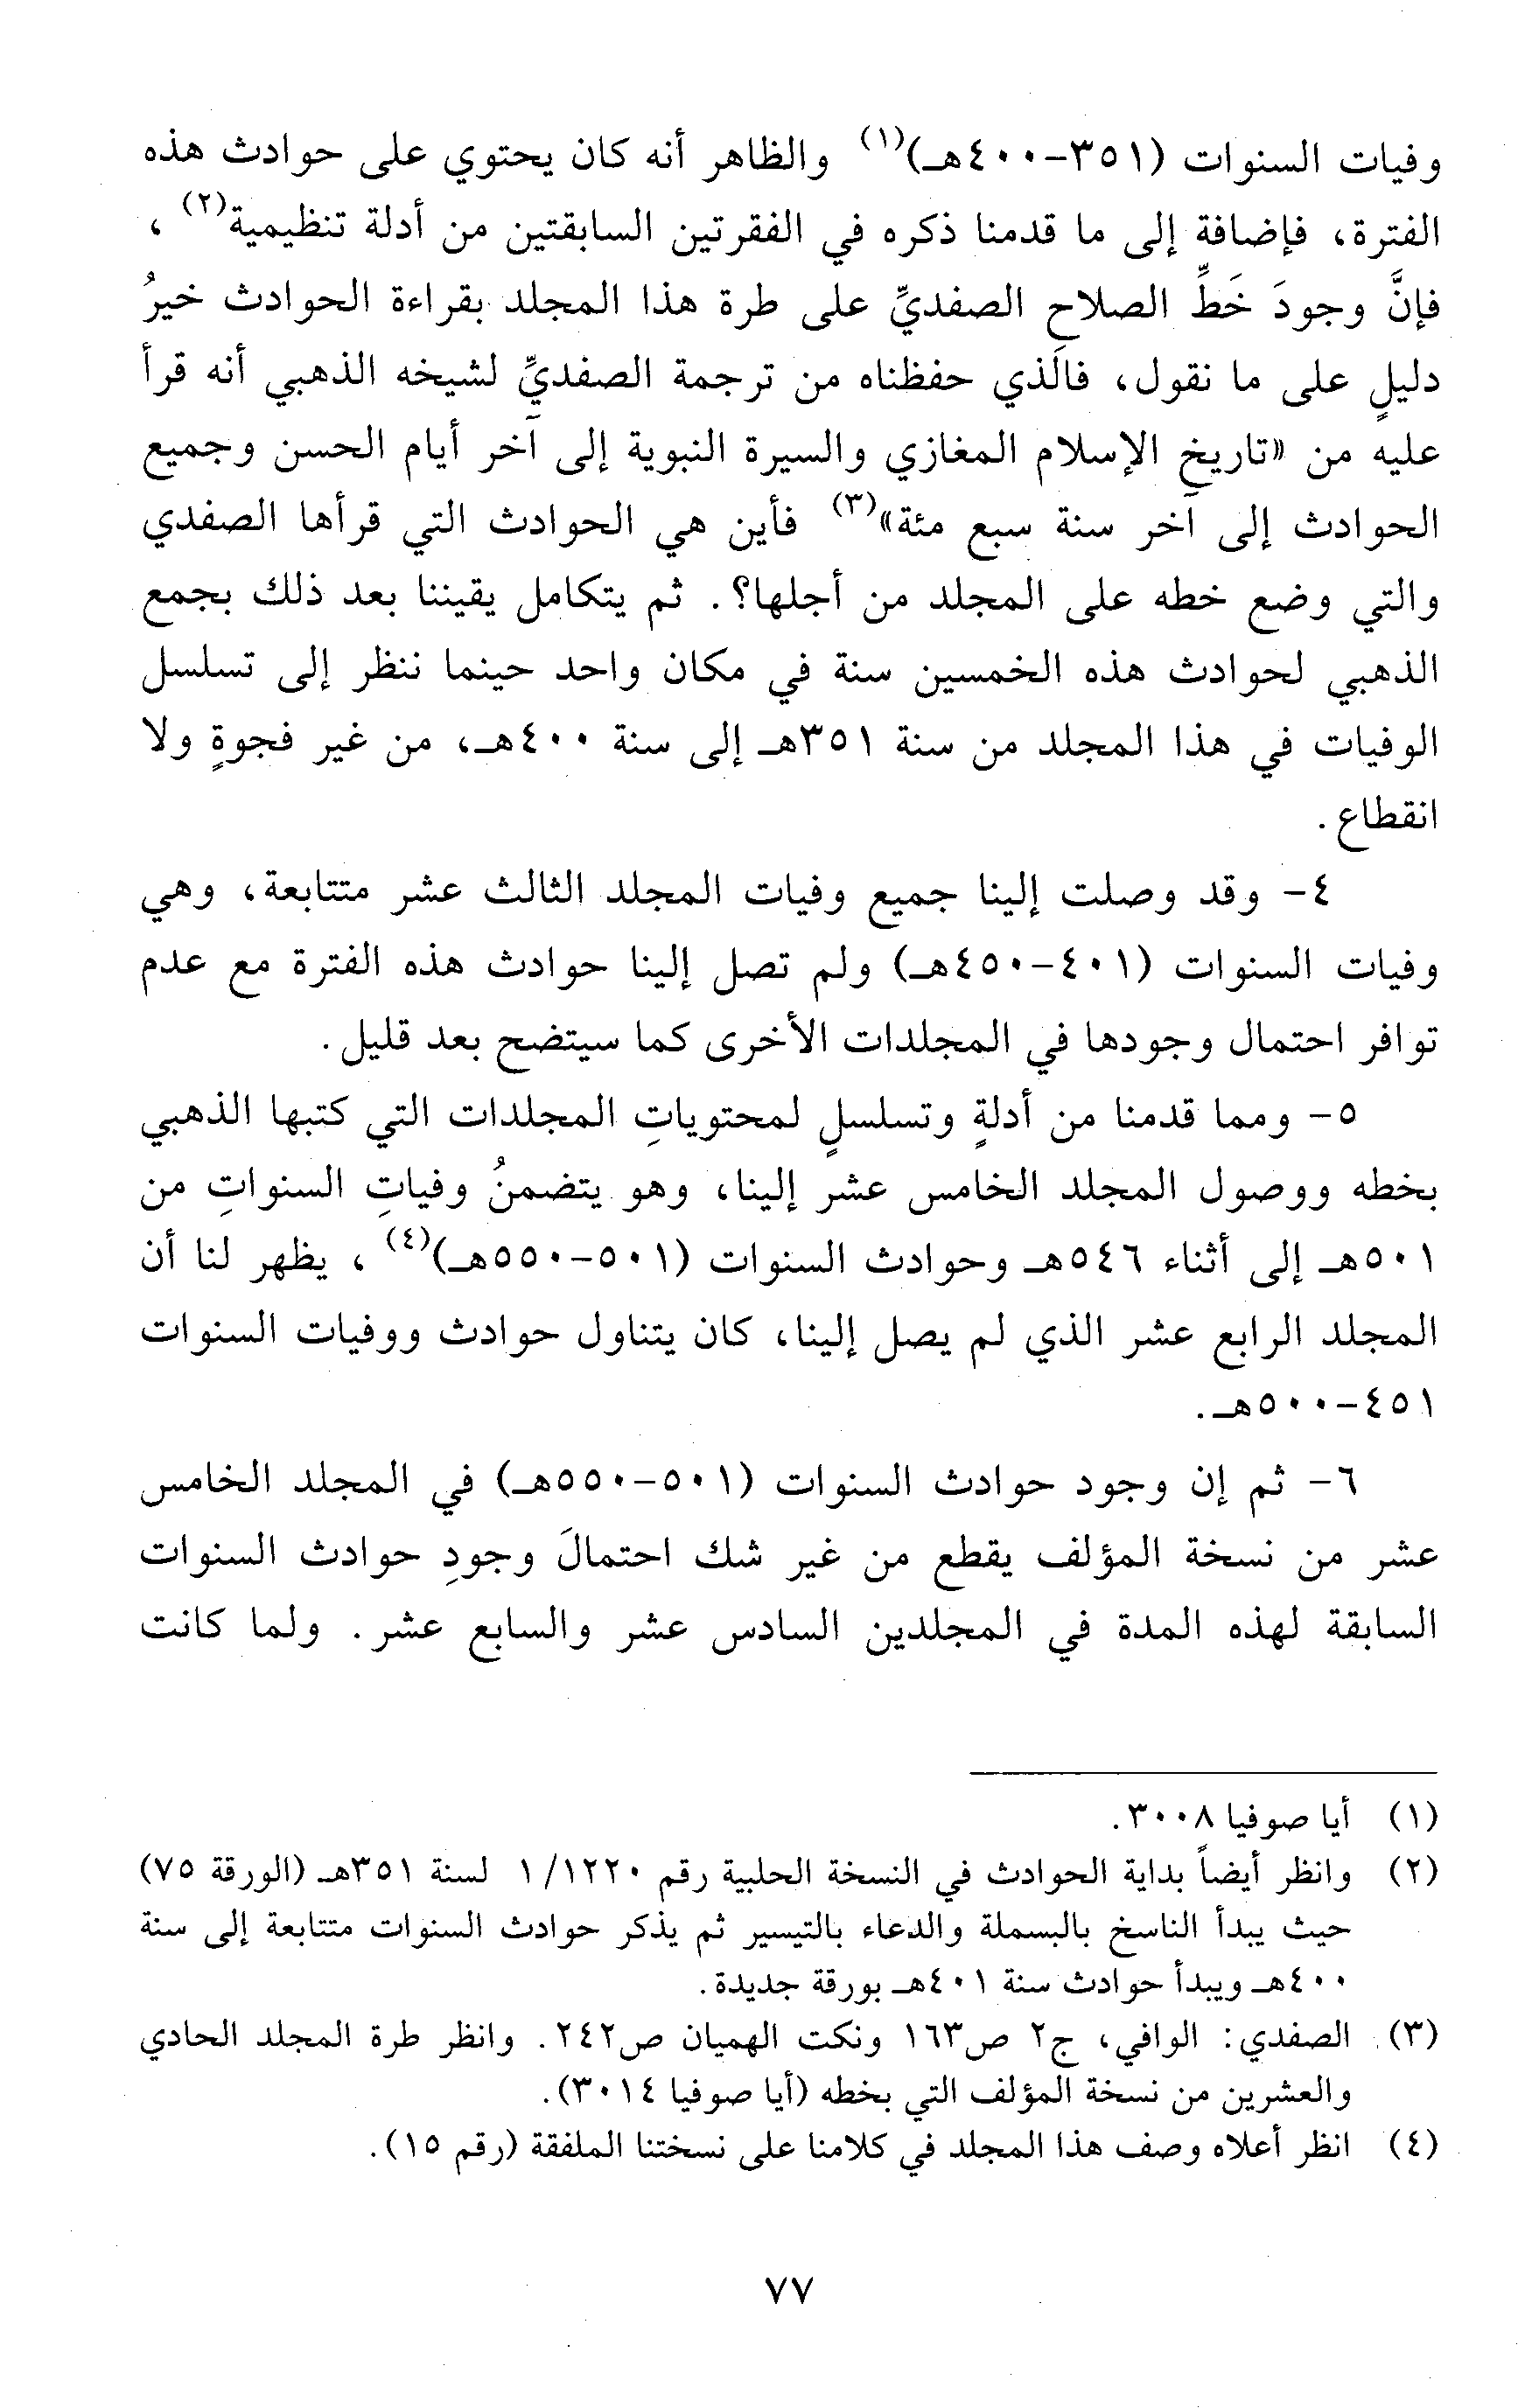 وفيات السنوات (٣٥١-٤٠٠هـ)(١) والظاهر أنه كان يحتوي على حوادث هذه
الفترة، فإضافة إلى ما قدمنا ذكره في الفقرتين السابقتين من أدلة تنظيمية(٢) ،
فإنَّ وجودَ خَطِّ الصلاحِ الصفديِّ على طرة هذا المجلد بقراءة الحوادث خيرُ
دليلٍ على ما نقول، فالَذي حفظناه من ترجمة الصفديِّ لشيخه الذهبي أنه قرأ
عليه من «تاريخ الإسلام المغازي والسيرة النبوية إلى آخر أيام الحسن وجميع
الحوادث إلى آخر سنة سبع مئة»(٣) فأين هي الحوادث التي قرأها الصفدي
والتي وضع خطه على المجلد من أجلها؟. ثم يتكامل يقيننا بعد ذلك بجمع
الذهبي لحوادث هذه الخمسين سنة في مكان واحد حينما ننظر إلى تسلسل
الوفيات في هذا المجلد من سنة ٣٥١هـ إلى سنة ٤٠٠هـ، من غير فجوةٍ ولا
انقطاع.
٤- وقد وصلت إلينا جميع وفيات المجلد الثالث عشر متتابعة، وهي
وفيات السنوات (٤٠١-٤٥٠هـ) ولم تصل إلينا حوادث هذه الفترة مع عدم
توافر احتمال وجودها في المجلدات الأخرى كما سيتضح بعد قليل.
٥- ومما قدمنا من أدلةٍ وتسلسلٍ لمحتوياتِ المجلدات التي كتبها الذهبي
بخطه ووصول المجلد الخامس عشر إلينا، وهو يتضمنُ وفياتِ السنواتِ من
٥٠١هـ إلى أثناء ٥٤٦هـ وحوادث السنوات (٥٠١-٥٥٠هـ)(٤) ، يظهر لنا أن
المجلد الرابع عشر الذي لم يصل إلينا، كان يتناول حوادث ووفيات السنوات
٤٥١-٥٠٠هـ.
٦- ثم إن وجود حوادث السنوات (٥٠١-٥٥٠هـ) في المجلد الخامس
عشر من نسخة المؤلف يقطع من غير شك احتمالَ وجودِ حوادث السنوات
السابقة لهذه المدة في المجلدين السادس عشر والسابع عشر. ولما كانت
(١) أيا صوفيا ٣٠٠٨.
(٢) وانظر أيضاً بداية الحوادث في النسخة الحلبية رقم ١٢٢٠/ ١ لسنة ٣٥١هـ (الورقة ٧٥)
حيث يبدأ الناسخ بالبسملة والدعاء بالتيسير ثم يذكر حوادث السنوات متتابعة إلى سنة
٤٠٠هـ ويبدأ حوادث سنة ٤٠١هـ بورقة جديدة.
(٣) الصفدي: الوافي، ج٢ ص١٦٣ ونكت الهميان ص٢٤٢. وانظر طرة المجلد الحادي
والعشرين من نسخة المؤلف التي بخطه (أيا صوفيا ٣٠١٤).
(٤) انظر أعلاه وصف هذا المجلد في كلامنا على نسختنا الملفقة (رقم ١٥).
٧٧